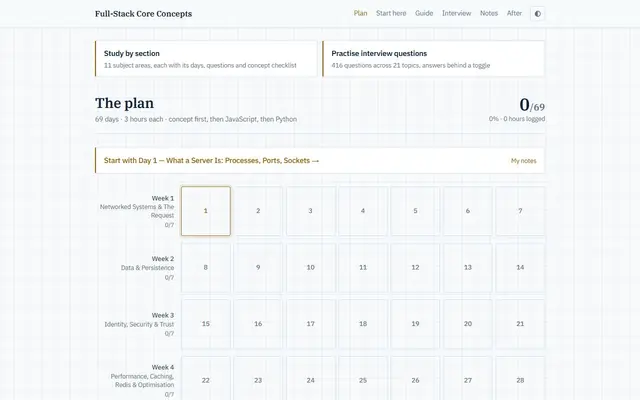 Full-Stack Core Concepts
Plan Start here Guide Interview Notes After
Study by section
11 subject areas, each with its days, questions and concept checklist
Practise interview questions
416 questions across 21 topics, answers behind a toggle
The plan
69 days · 3 hours each · concept first, then JavaScript, then Python
0/69
0% · 0 hours logged
Start with Day 1 — What a Server Is: Processes, Ports, Sockets →
My notes
Week 1
Networked Systems & The
Request
0/7
1 2 3 4 5 6 7
Week 2
Data & Persistence
0/7
8 9 10 11 12 13 14
Week 3
Identity, Security & Trust
0/7
15 16 17 18 19 20 21
Week 4
Performance, Caching,
Redis & Optimisation
0/7
22 23 24 25 26 27 28